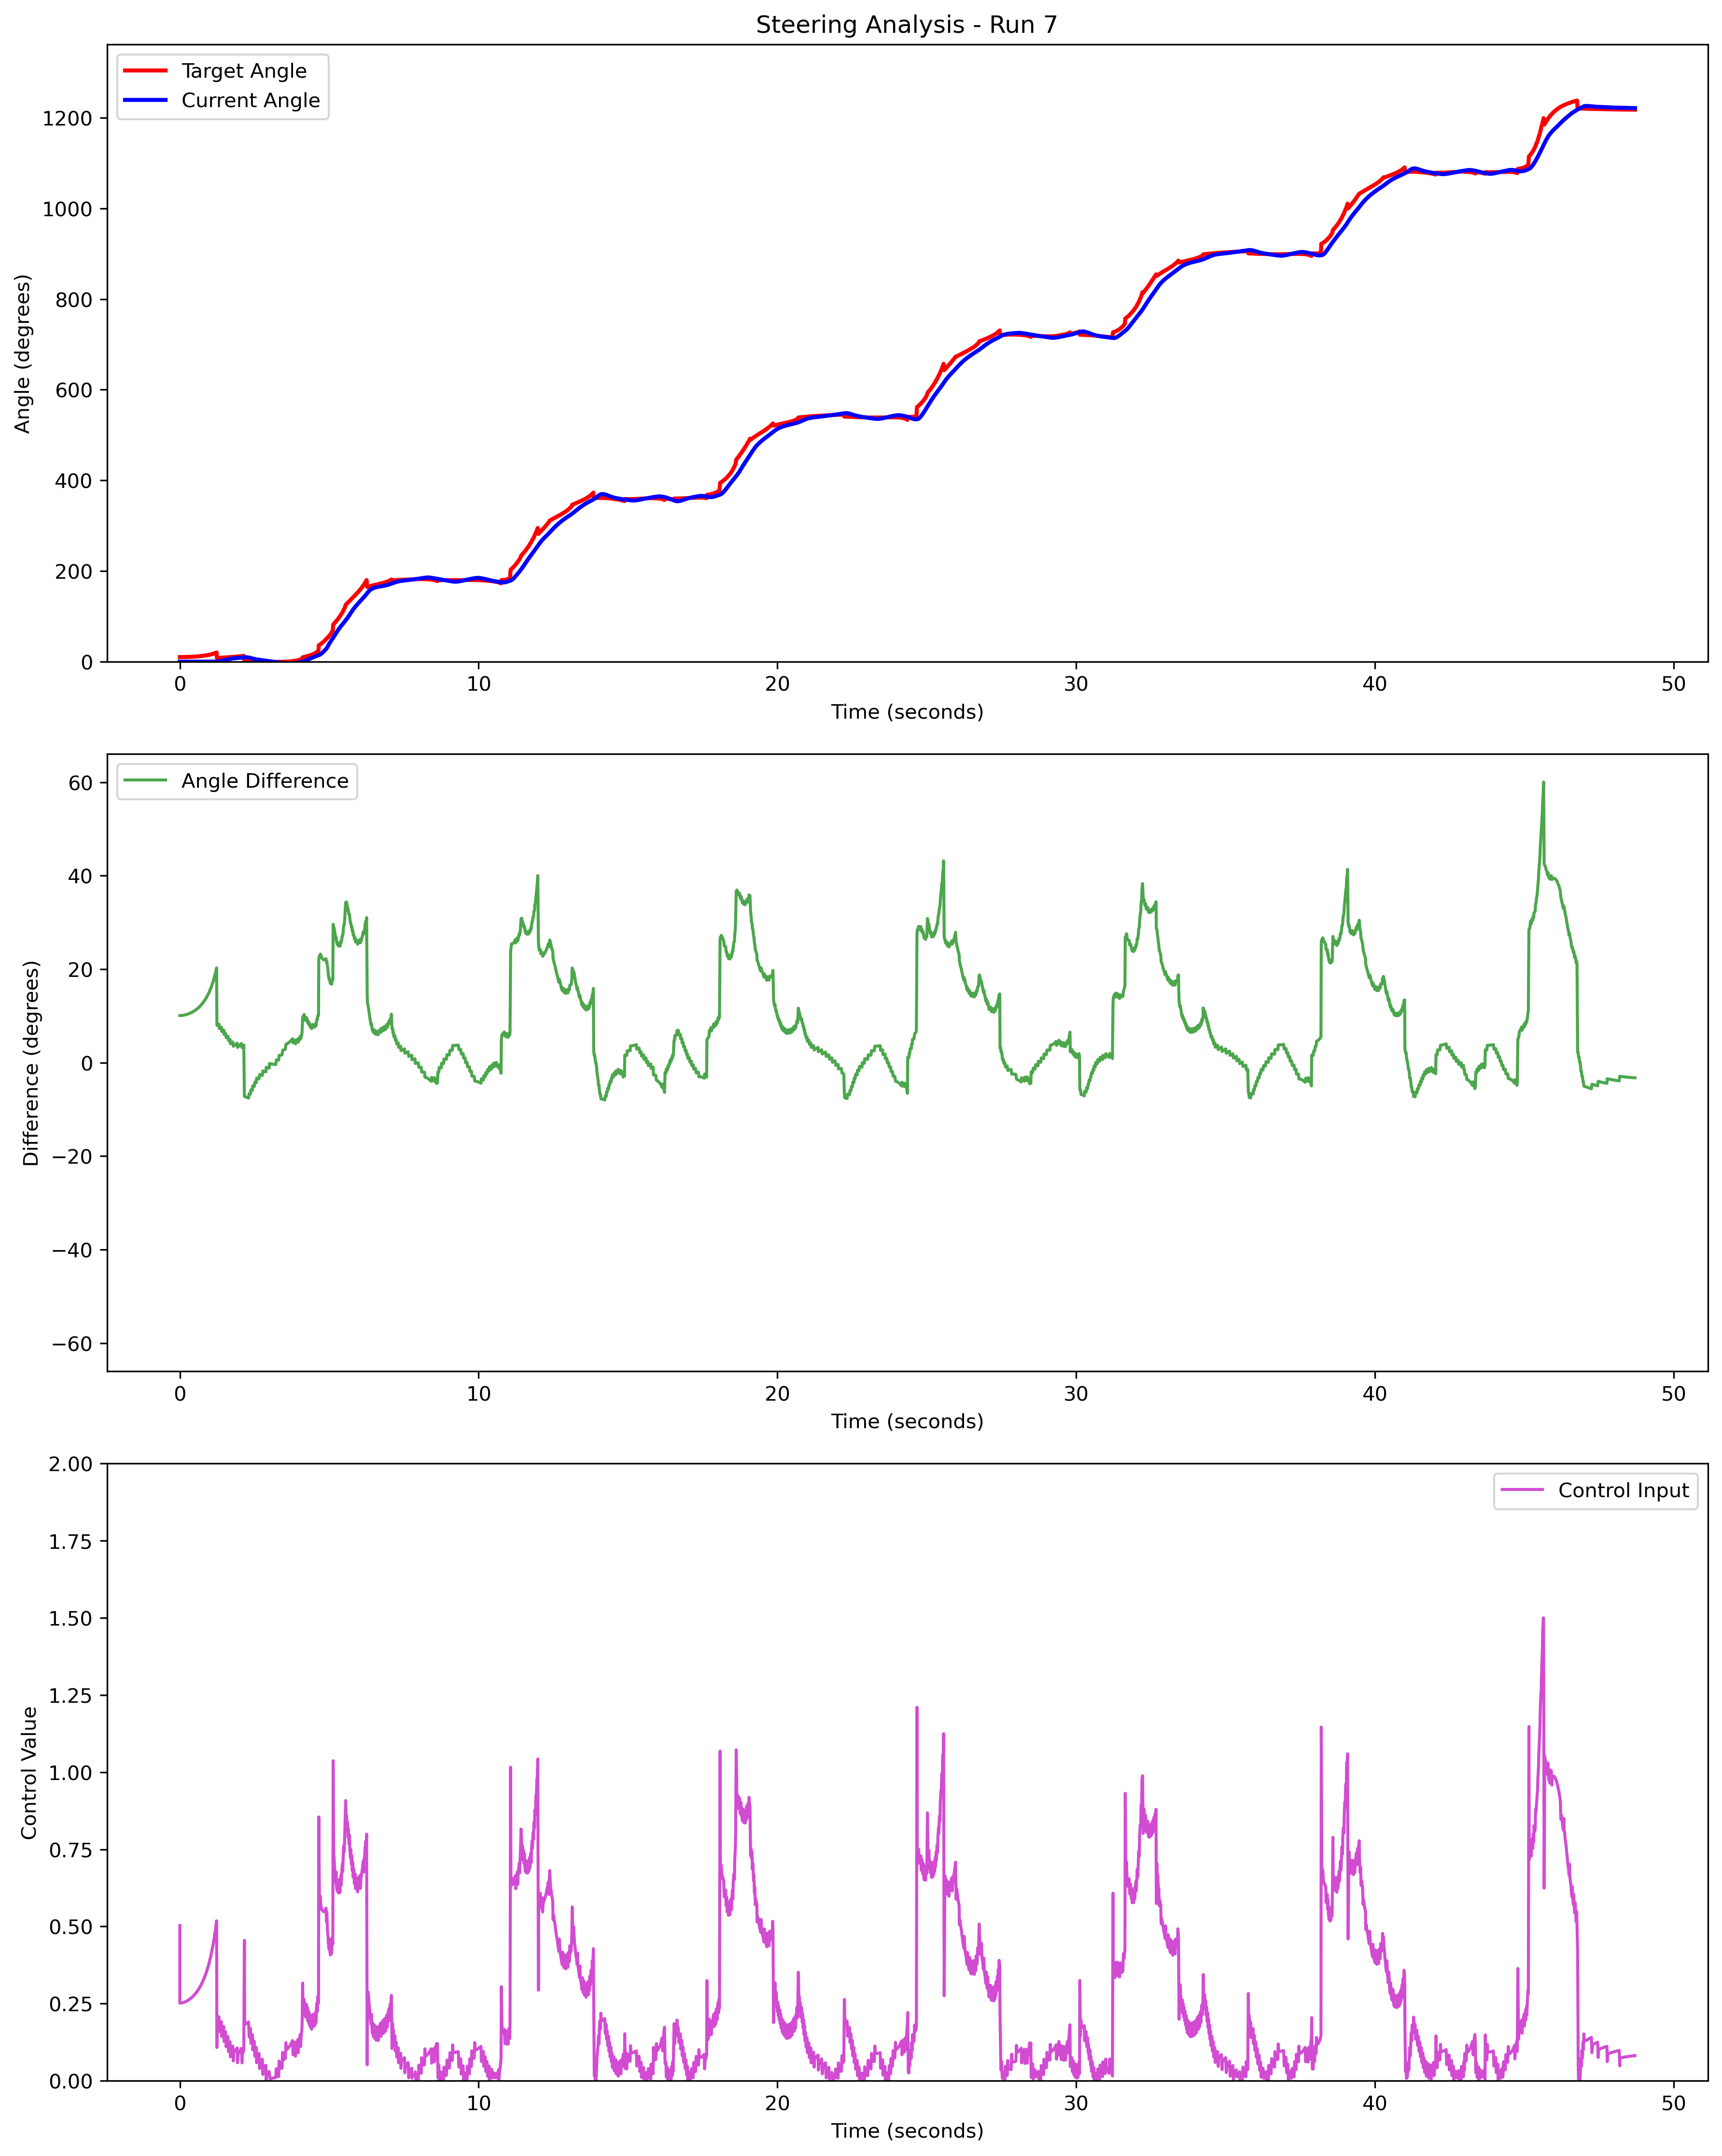 Steering Analysis - Run 7
Target Angle
Current Angle
Angle (degrees)
1200
1000
800
600
400
200
0
0 10 20 30 40 50
Time (seconds)
Angle Difference
Difference (degrees)
60
40
20
0
−20
−40
−60
0 10 20 30 40 50
Time (seconds)
Control Input
Control Value
2.00
1.75
1.50
1.25
1.00
0.75
0.50
0.25
0.00
0 10 20 30 40 50
Time (seconds)